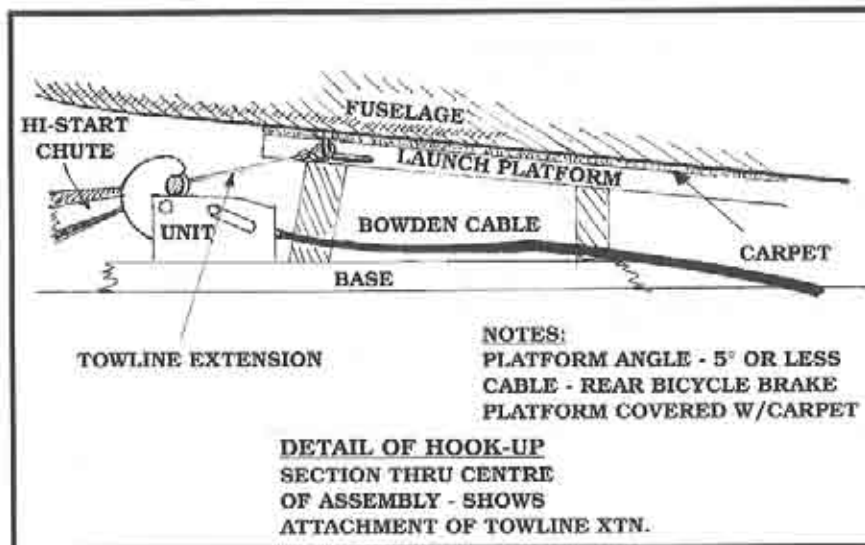 FUSELAGE
HI-START
CHUTE
LAUNCH PLATFORM
UNIT
BOWDEN CABLE
CARPET
BASE
TOWLINE EXTENSION
NOTES:
PLATFORM ANGLE - 5° OR LESS
CABLE - REAR BICYCLE BRAKE
PLATFORM COVERED W/CARPET
DETAIL OF HOOK-UP
SECTION THRU CENTRE
OF ASSEMBLY - SHOWS
ATTACHMENT OF TOWLINE XTN.